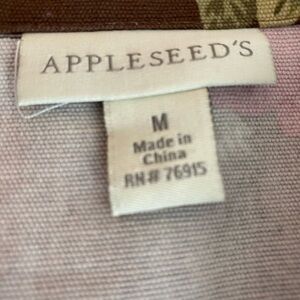 APPLESEED'S
M
Made in
China
RN# 76915